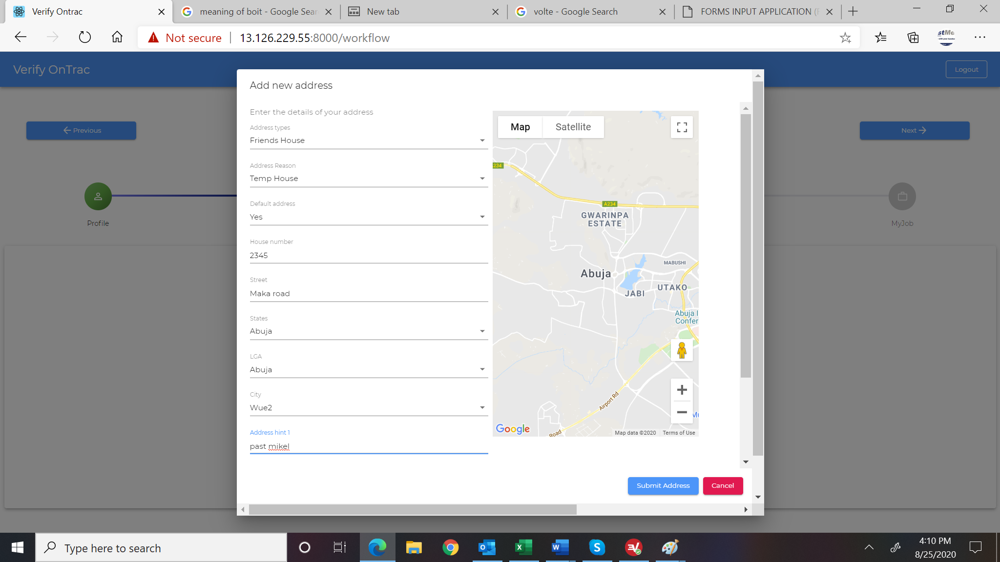 Verify Ontrac
meaning of boit - Google Sear
New tab
volte - Google Search
FORMS INPUT APPLICATION (F
Not secure
13.126.229.55:8000/workflow
stMe
Verify OnTrac
Logout
Previous
Next
Profile
MyJob
Add new address
Enter the details of your address
Address types
Friends House
Address Reason
Temp House
Default address
Yes
House number
2345
Street
Maka road
States
Abuja
LGA
Abuja
City
Wue2
Address hint 1
past mikel
Map
Satellite
234
A234
GWARINPA
ESTATE
MABUSHI
Abuja
UTAKO
JABI
Abuja I
Confer
Airport Rd
Road
Mu
Google
Map data ©2020
Terms of Use
Submit Address
Cancel
Type here to search
4:10 PM
8/25/2020